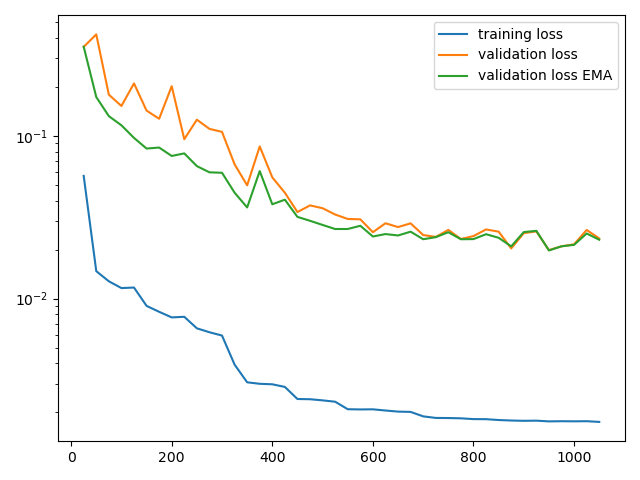 training loss
validation loss
validation loss EMA
10⁻¹
10⁻²
0 200 400 600 800 1000